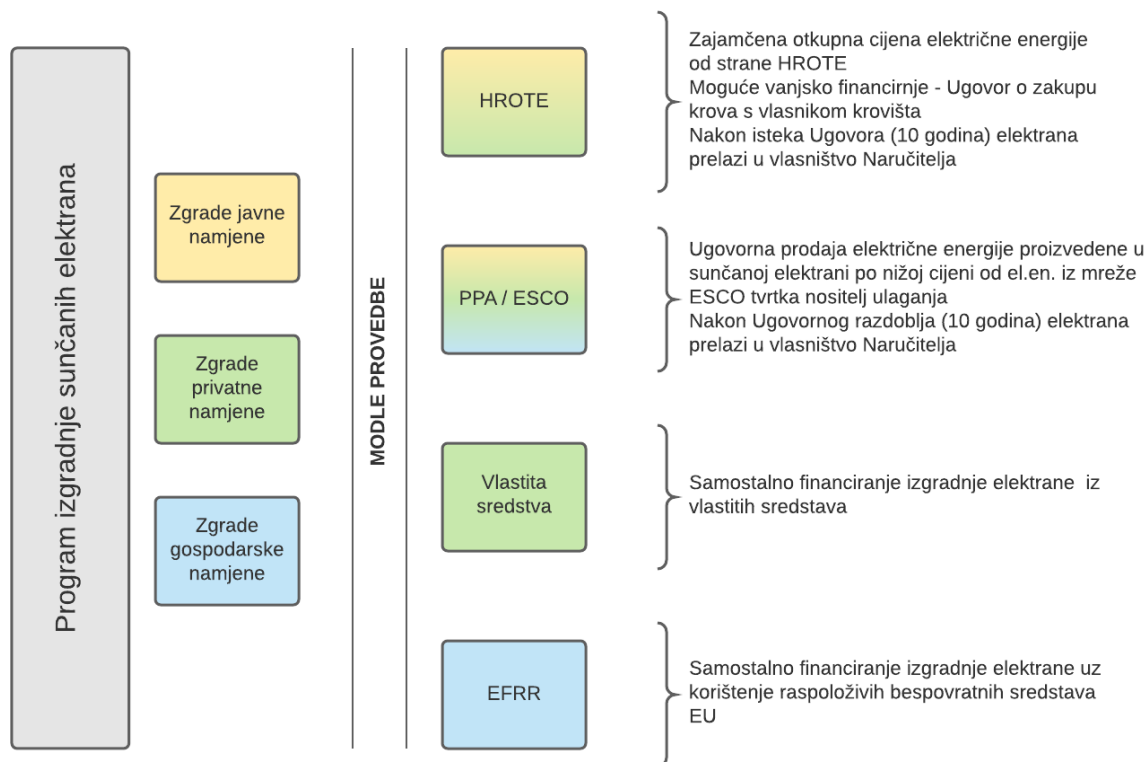 Program izgradnje sunčanih elektrana
Zgrade javne
namjene
Zgrade
privatne
namjene
Zgrade
gospodarske
namjene
MODLE PROVEDBE
HROTE
Zajamčena otkupna cijena električne energije
od strane HROTE
Moguće vanjsko financirnje - Ugovor o zakupu
krova s vlasnikom krovišta
Nakon isteka Ugovora (10 godina) elektrana
prelazi u vlasništvo Naručitelja
PPA / ESCO
Ugovorna prodaja električne energije proizvedene u
sunčanoj elektrani po nižoj cijeni od el.en. iz mreže
ESCO tvrtka nositelj ulaganja
Nakon Ugovornog razdoblja (10 godina) elektrana
prelazi u vlasništvo Naručitelja
Vlastita
sredstva
Samostalno financiranje izgradnje elektrane iz
vlastitih sredstava
EFRR
Samostalno financiranje izgradnje elektrane uz
korištenje raspoloživih bespovratnih sredstava
EU